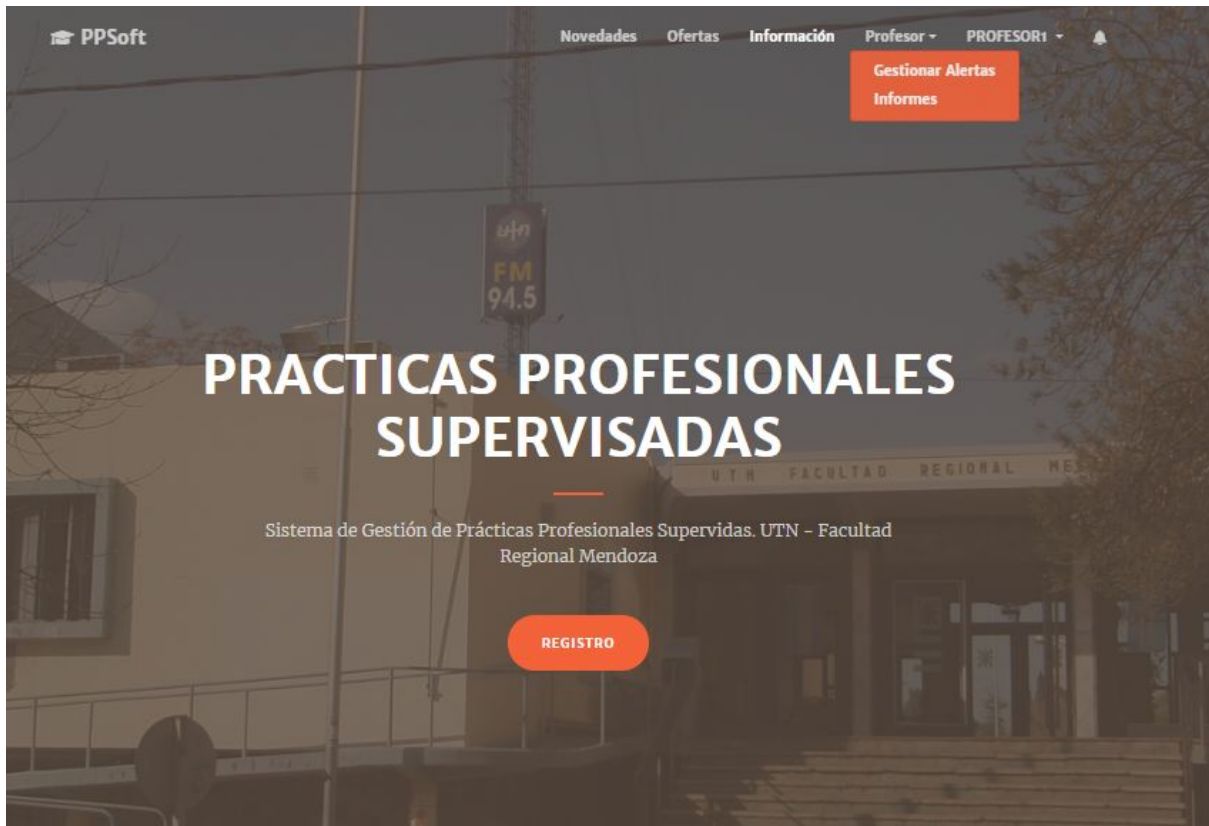 PPSoft
Novedades Ofertas Información Profesor PROFESOR1
Gestionar Alertas
Informes
utn
FM
94.5
PRACTICAS PROFESIONALES
SUPERVISADAS
UTN FACULTAD REGIONAL
Sistema de Gestión de Prácticas Profesionales Supervidas. UTN – Facultad
Regional Mendoza
REGISTRO